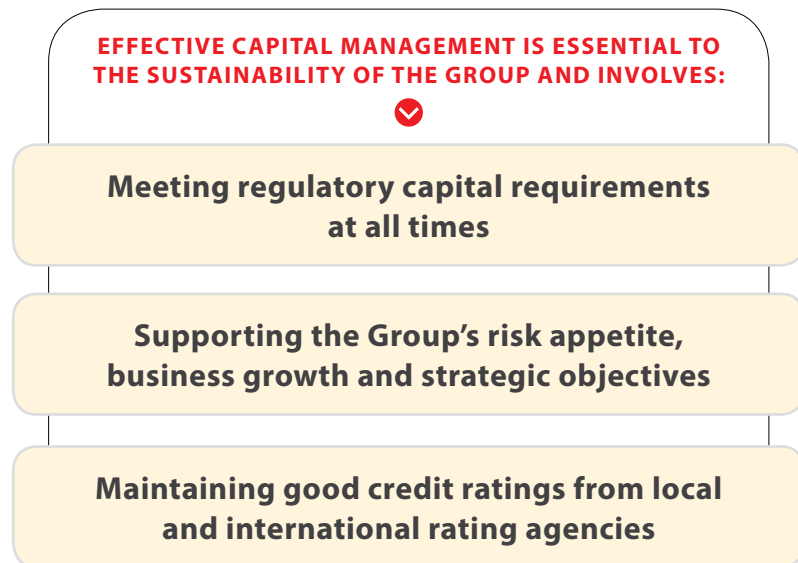 EFFECTIVE CAPITAL MANAGEMENT IS ESSENTIAL TO
THE SUSTAINABILITY OF THE GROUP AND INVOLVES:
Meeting regulatory capital requirements
at all times
Supporting the Group’s risk appetite,
business growth and strategic objectives
Maintaining good credit ratings from local
and international rating agencies